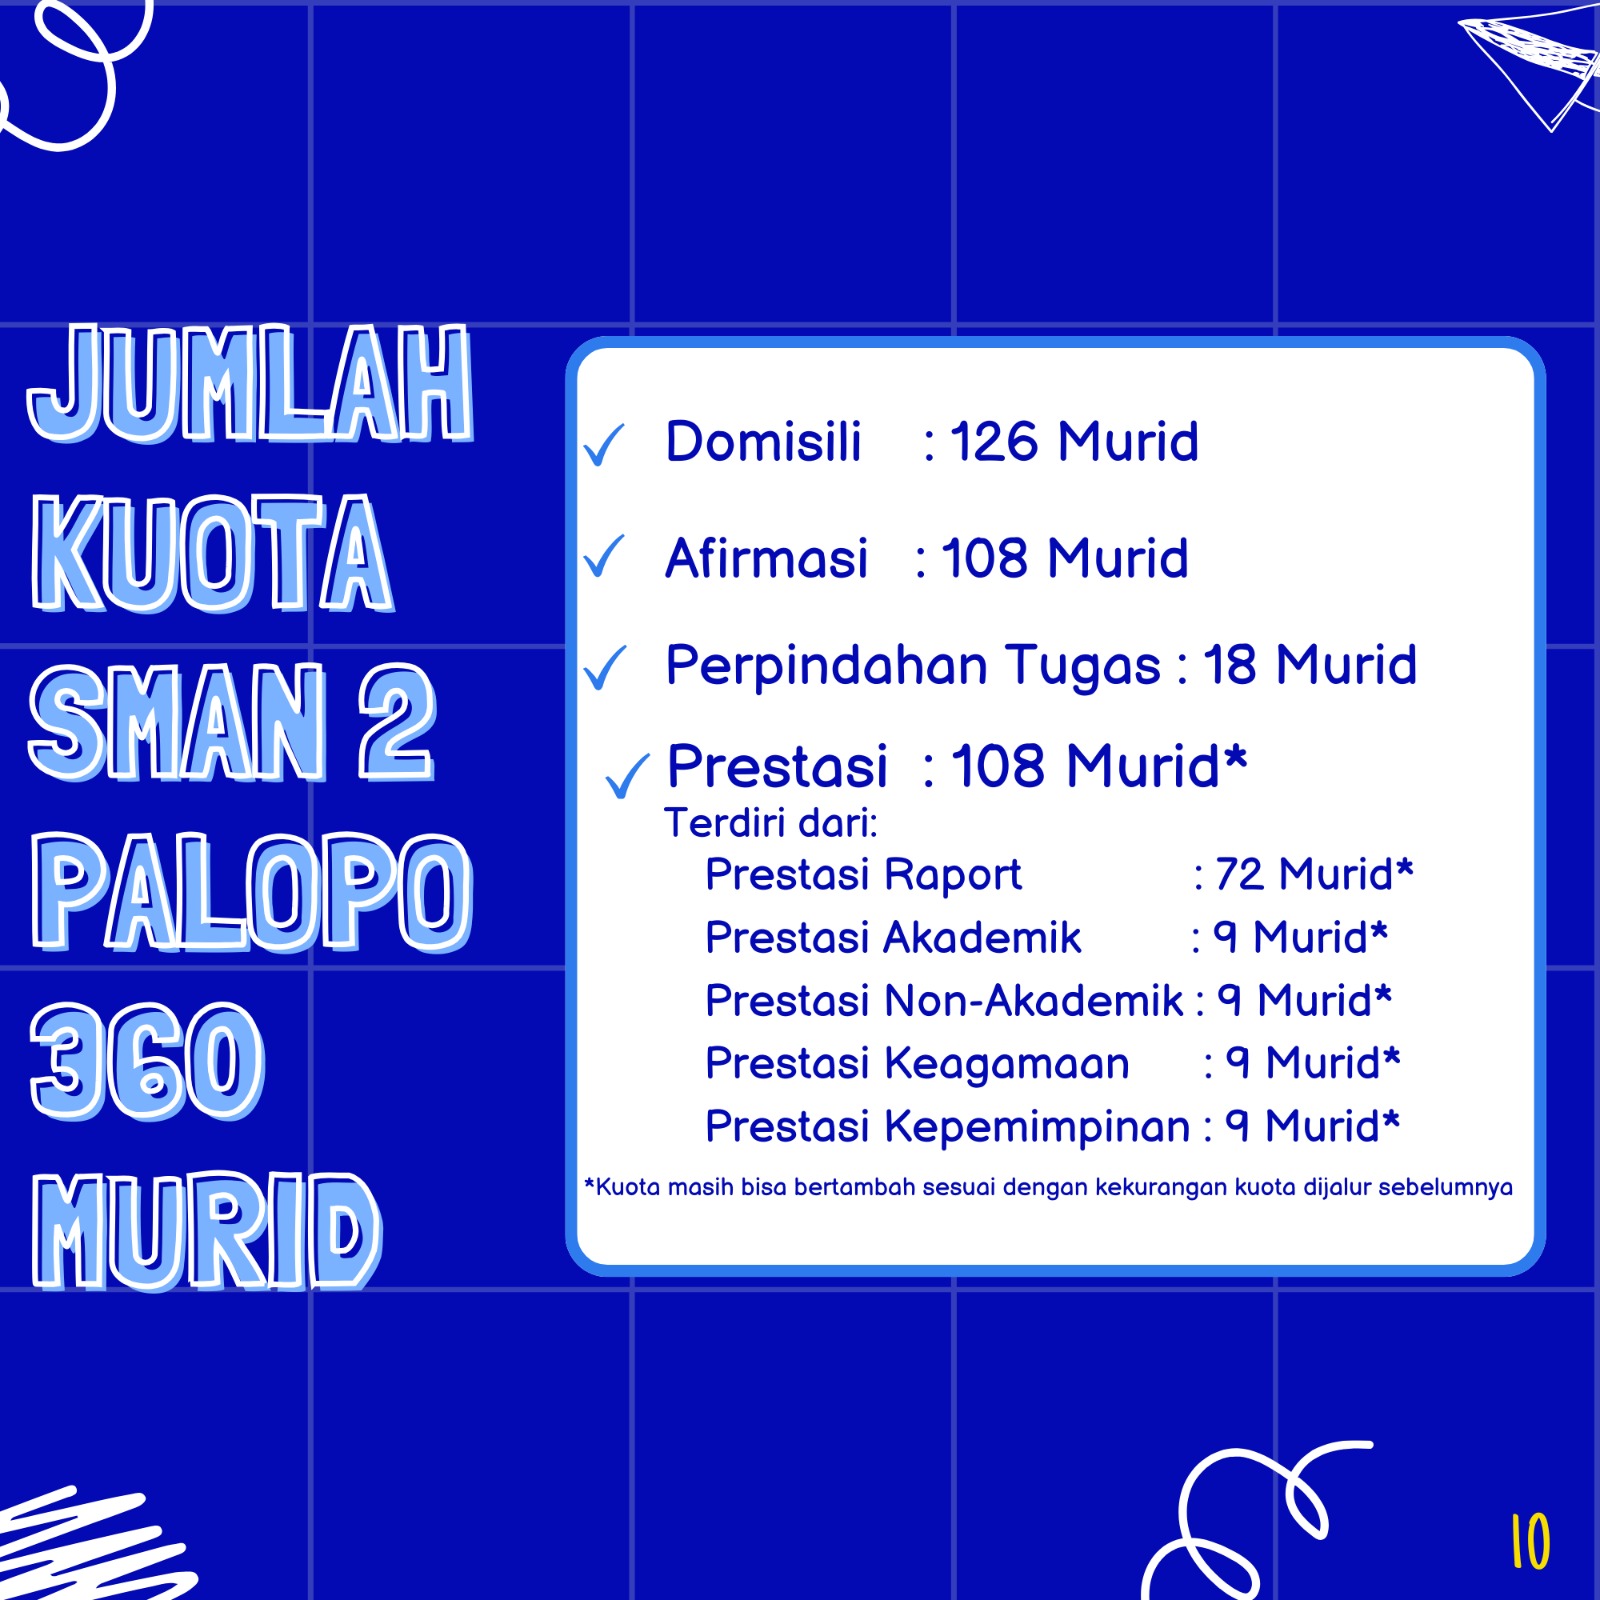 JUMLAH
KUOTA
SMAN 2
PALOPO
360
MURID
Domisili : 126 Murid
Afirmasi : 108 Murid
Perpindahan Tugas : 18 Murid
Prestasi : 108 Murid*
Terdiri dari:
Prestasi Raport : 72 Murid*
Prestasi Akademik : 9 Murid*
Prestasi Non-Akademik : 9 Murid*
Prestasi Keagamaan : 9 Murid*
Prestasi Kepemimpinan : 9 Murid*
*Kuota masih bisa bertambah sesuai dengan kekurangan kuota dijalur sebelumnya
10